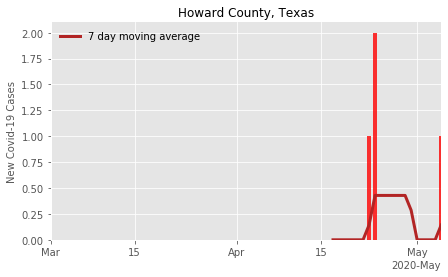 Howard County, Texas
7 day moving average
New Covid-19 Cases
2.00
1.75
1.50
1.25
1.00
0.75
0.50
0.25
0.00
Mar
15
Apr
15
May
2020-May